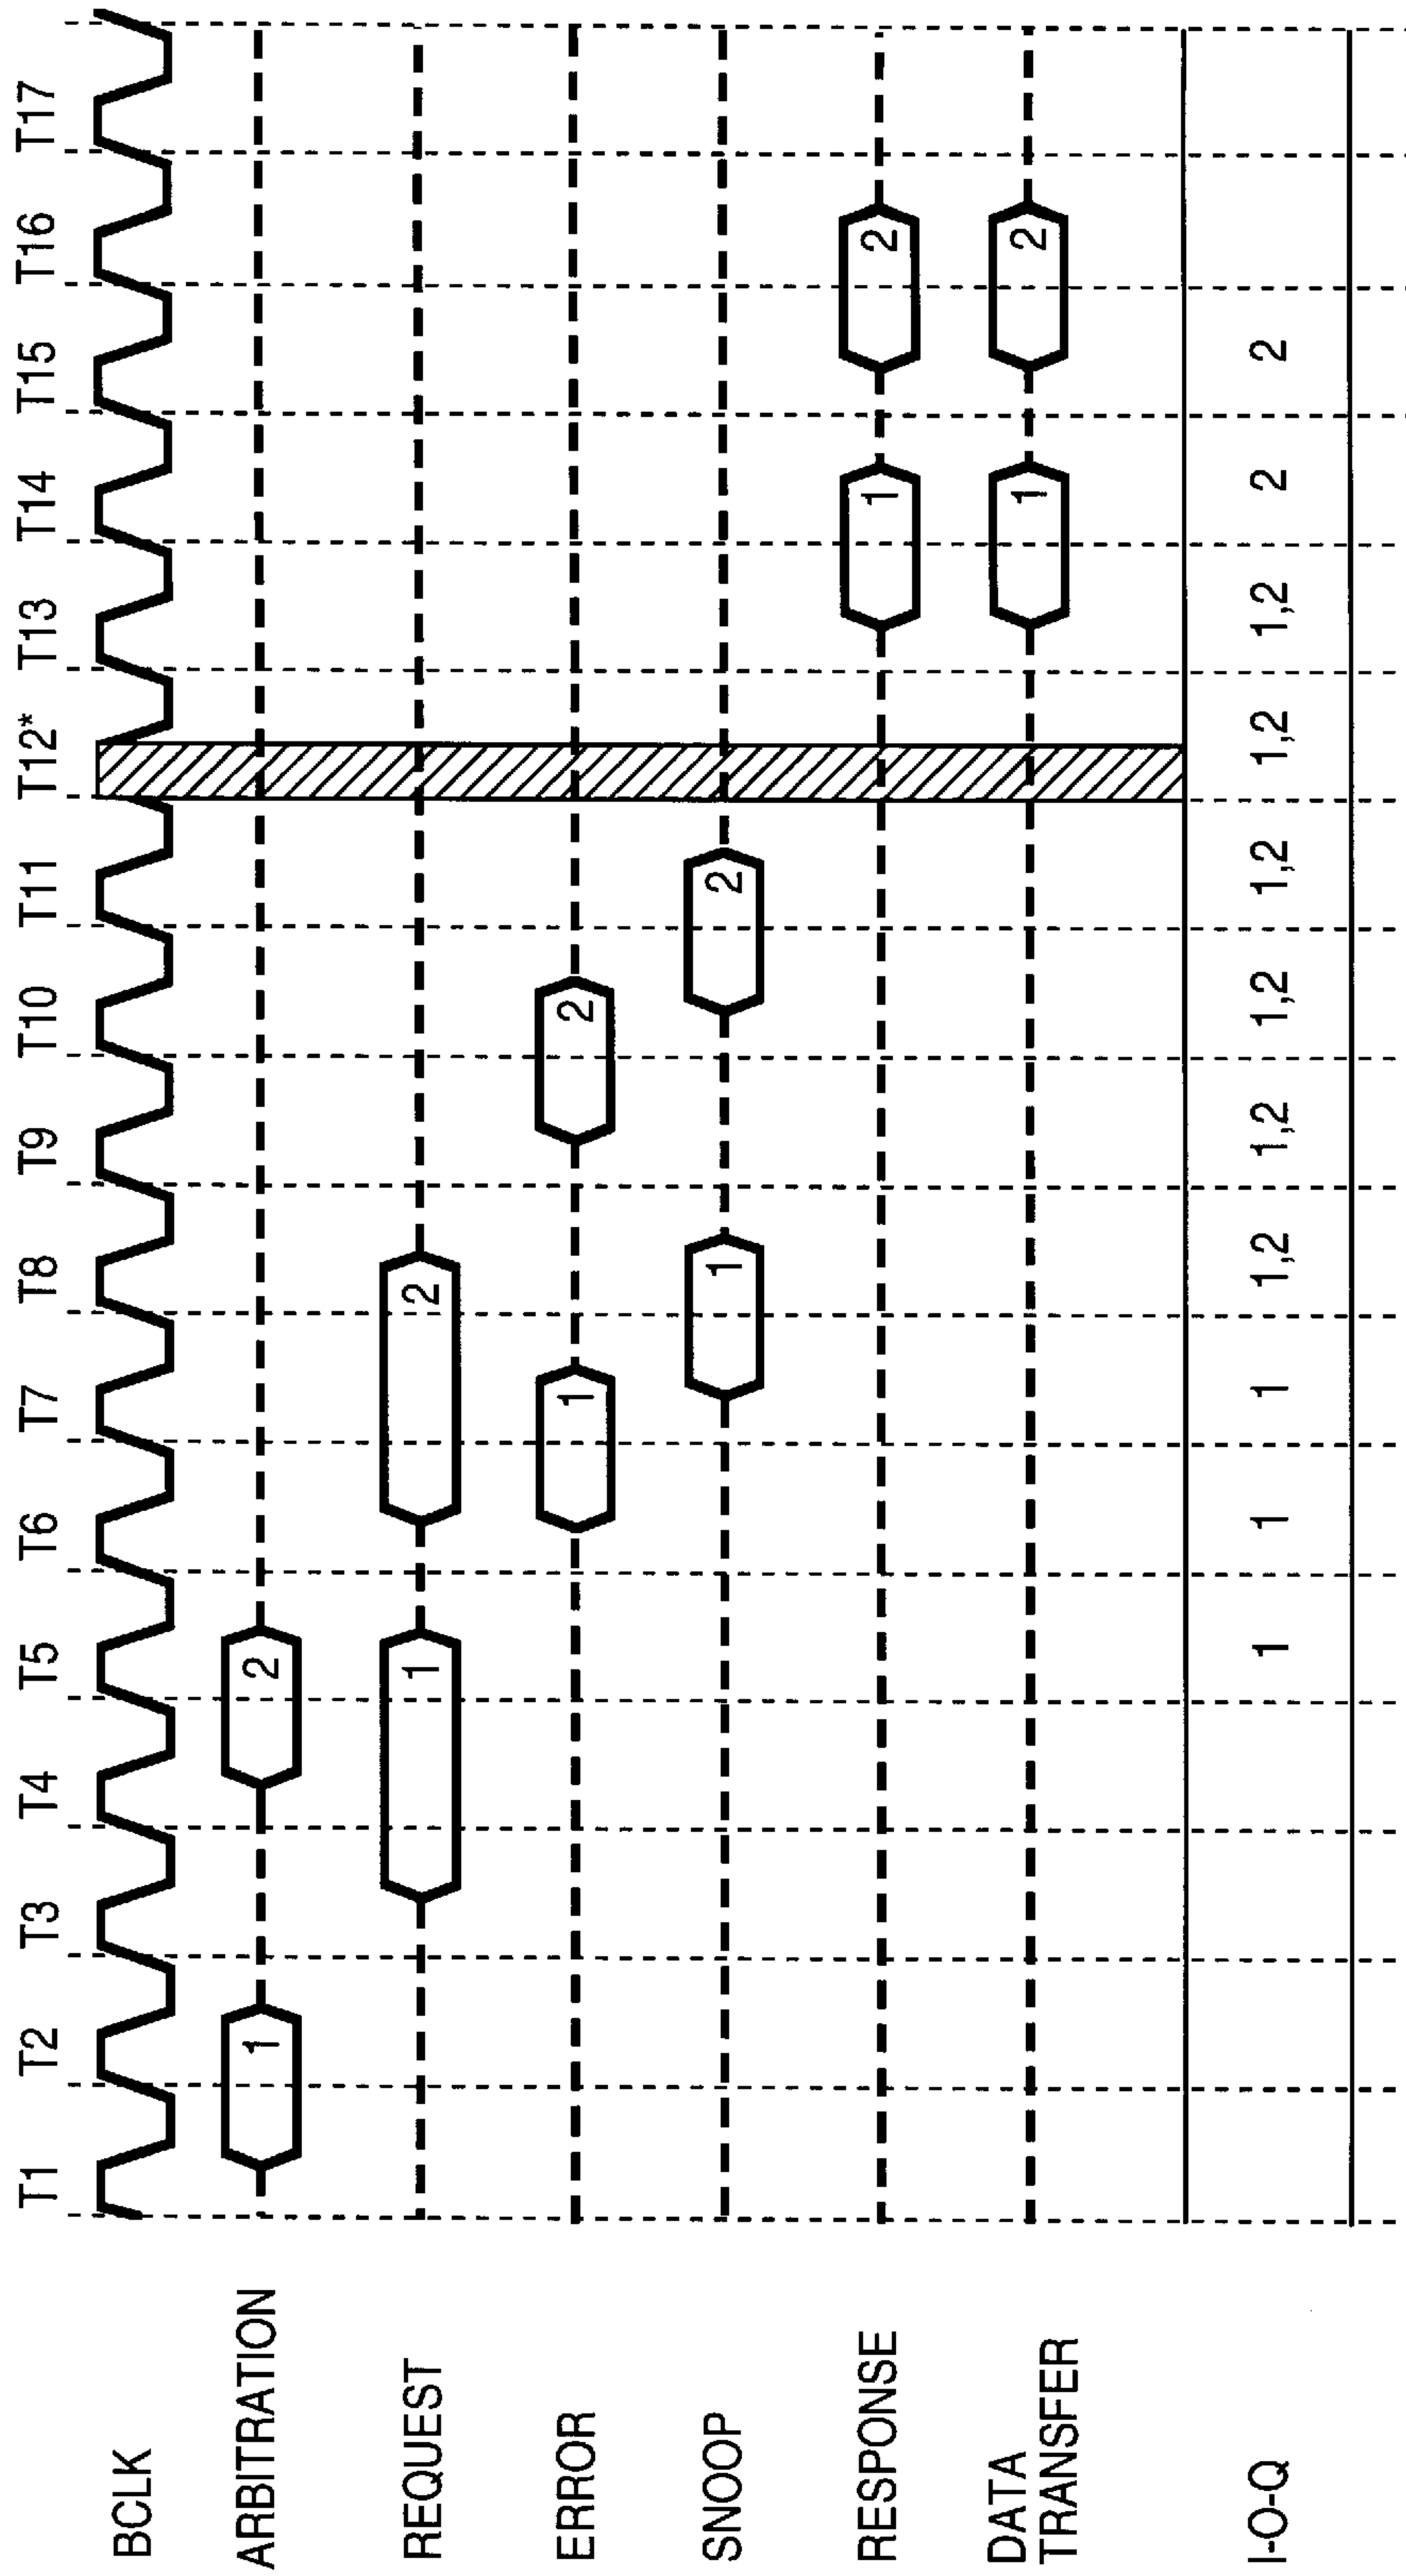 T1 T2 T3 T4 T5 T6 T7 T8 T9 T10 T11 T12* T13 T14 T15 T16 T17
BCLK
ARBITRATION 1 2
REQUEST 1 2
ERROR 1 2
SNOOP 1 2
RESPONSE 1 2
DATA
TRANSFER 1 2
I-O-Q 1 1 1 1,2 1,2 1,2 1,2 1,2 1,2 2 2